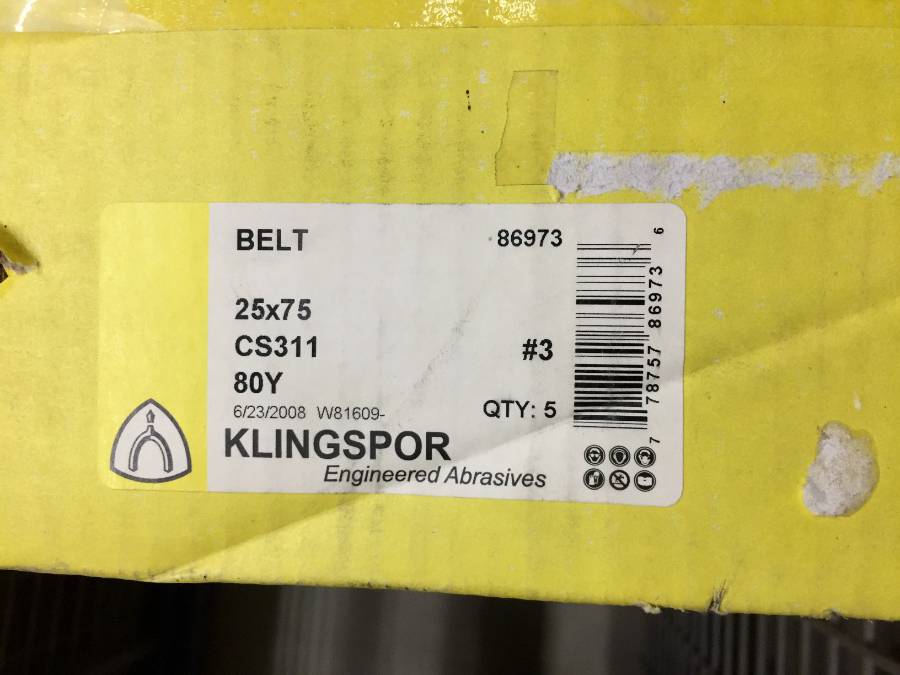 BELT 86973
25x75
CS311 #3
80Y
6/23/2008 W81609-
QTY: 5
KLINGSPOR
Engineered Abrasives
7 78757 86973 6